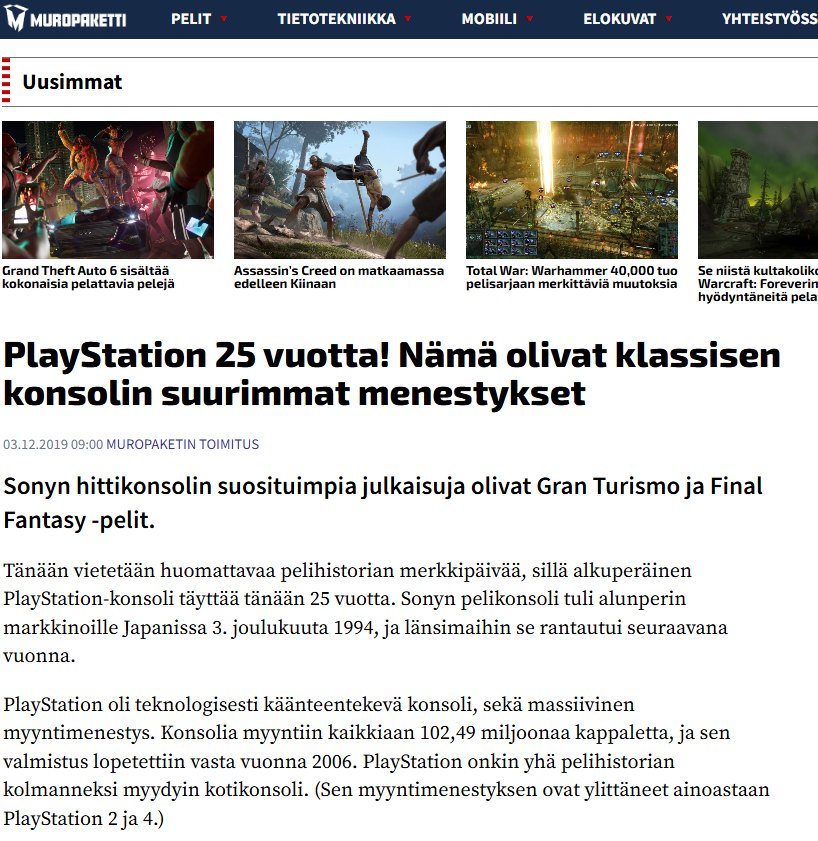 MUROPAKETTI
PELIT
TIETOTEKNIIKKA
MOBIILI
ELOKUVAT
YHTEISTYÖSS
Uusimmat
Grand Theft Auto 6 sisältää
kokonaisia pelattavia pelejä
Assassin's Creed on matkaamassa
edelleen Kiinaan
Total War: Warhammer 40,000 tuo
pelisarjaan merkittäviä muutoksia
Se niistä kultakoliko
Warcraft: Foreverin
hyödyntäneitä pela
PlayStation 25 vuotta! Nämä olivat klassisen
konsolin suurimmat menestykset
03.12.2019 09:00 MUROPAKETIN TOIMITUS
Sonyn hittikonsolin suosituimpia julkaisuja olivat Gran Turismo ja Final
Fantasy -pelit.
Tänään vietetään huomattavaa pelihistorian merkkipäivää, sillä alkuperäinen
PlayStation-konsoli täyttää tänään 25 vuotta. Sonyn pelikonsoli tuli alunperin
markkinoille Japanissa 3. joulukuuta 1994, ja länsimaihin se rantautui seuraavana
vuonna.
PlayStation oli teknologisesti käänteentekevä konsoli, sekä massiivinen
myyntimenestys. Konsolia myyntiin kaikkiaan 102,49 miljoonaa kappaletta, ja sen
valmistus lopetettiin vasta vuonna 2006. PlayStation onkin yhä pelihistorian
kolmanneksi myydyin kotikonsoli. (Sen myyntimenestyksen ovat ylittäneet ainoastaan
PlayStation 2 ja 4.)